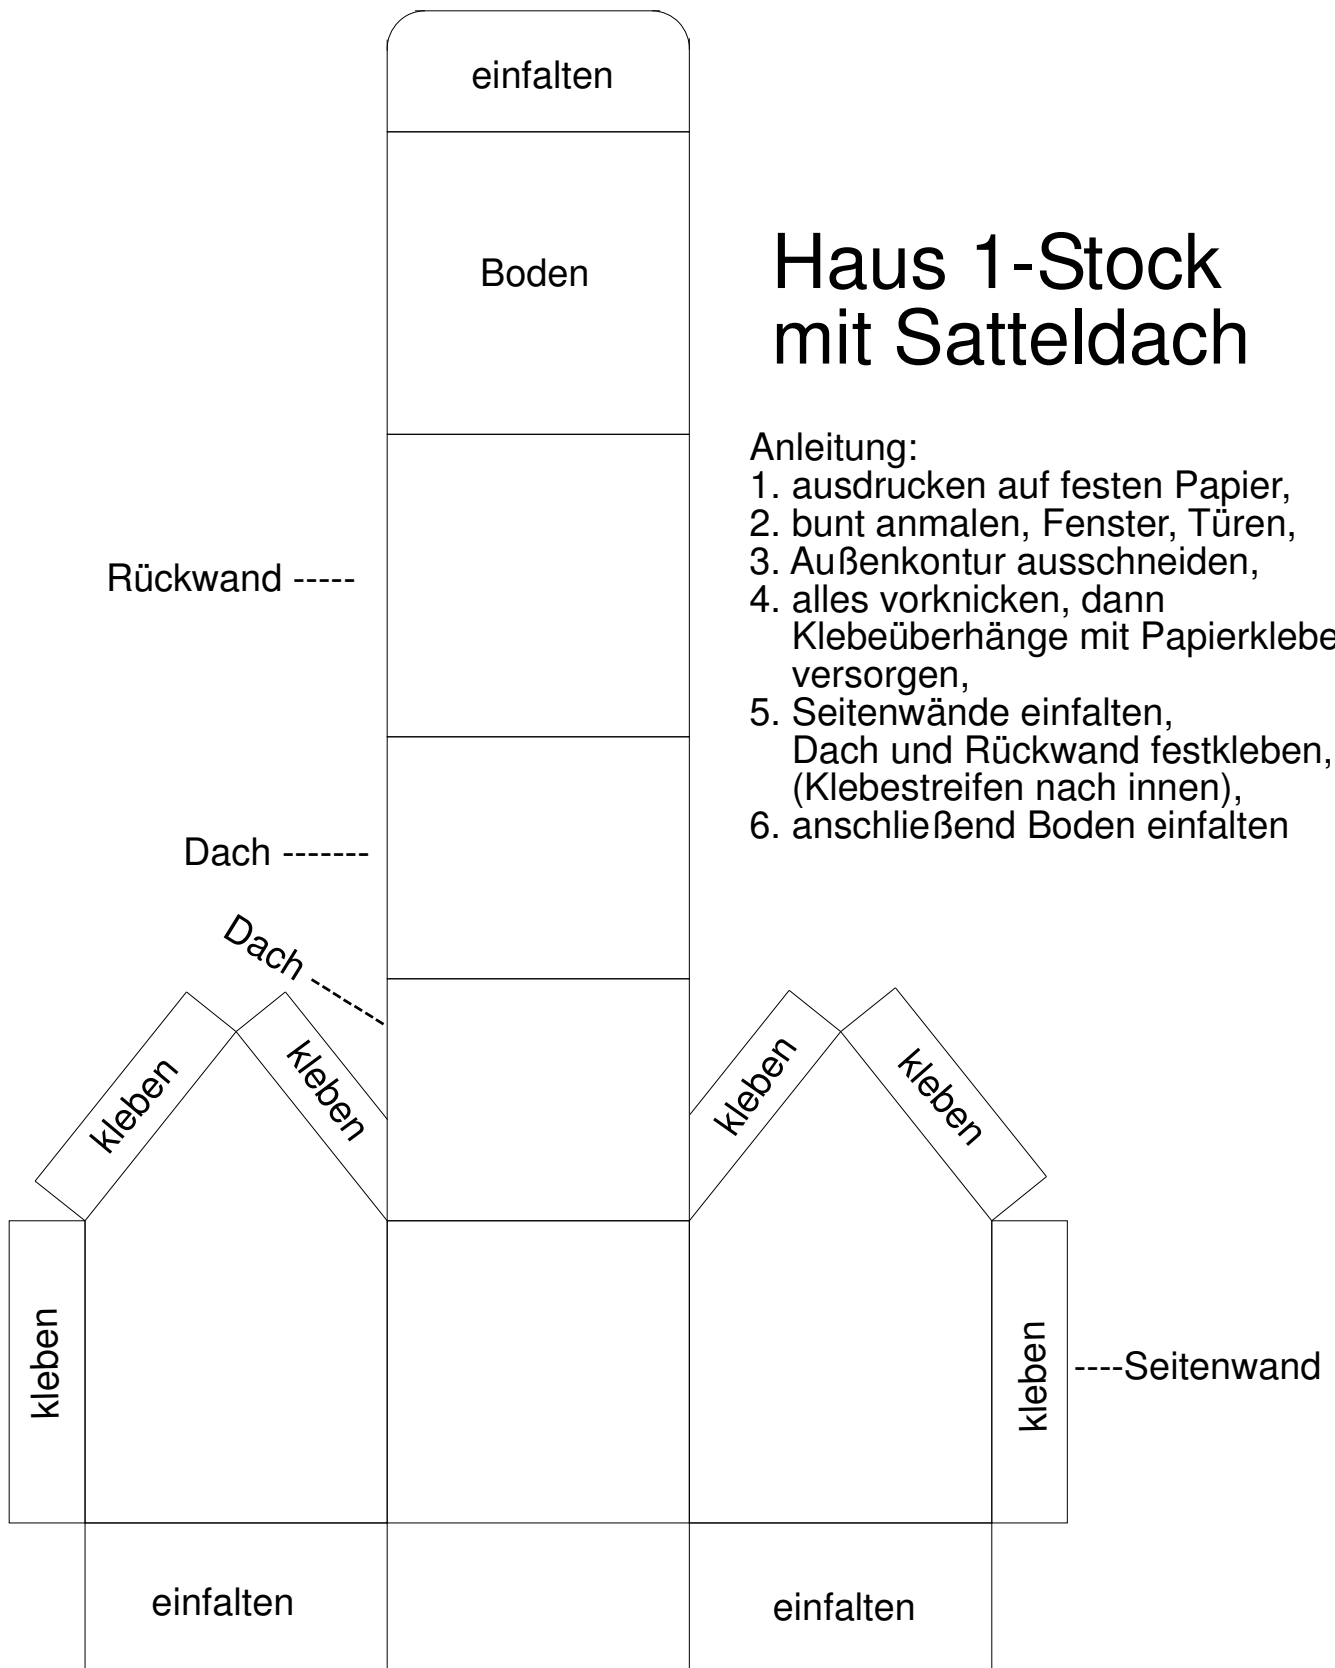 einfalten
Boden
Haus 1-Stock
mit Satteldach
Anleitung:
1. ausdrucken auf festen Papier,
2. bunt anmalen, Fenster, Türen,
3. Außenkontur ausschneiden,
4. alles vorknicken, dann
Klebeüberhänge mit Papierklebe
versorgen,
5. Seitenwände einfalten,
Dach und Rückwand festkleben,
(Klebestreifen nach innen),
6. anschließend Boden einfalten
Rückwand -----
Dach -------
Dach ------
kleben
kleben
kleben
kleben
kleben
kleben
----Seitenwand
einfalten
einfalten